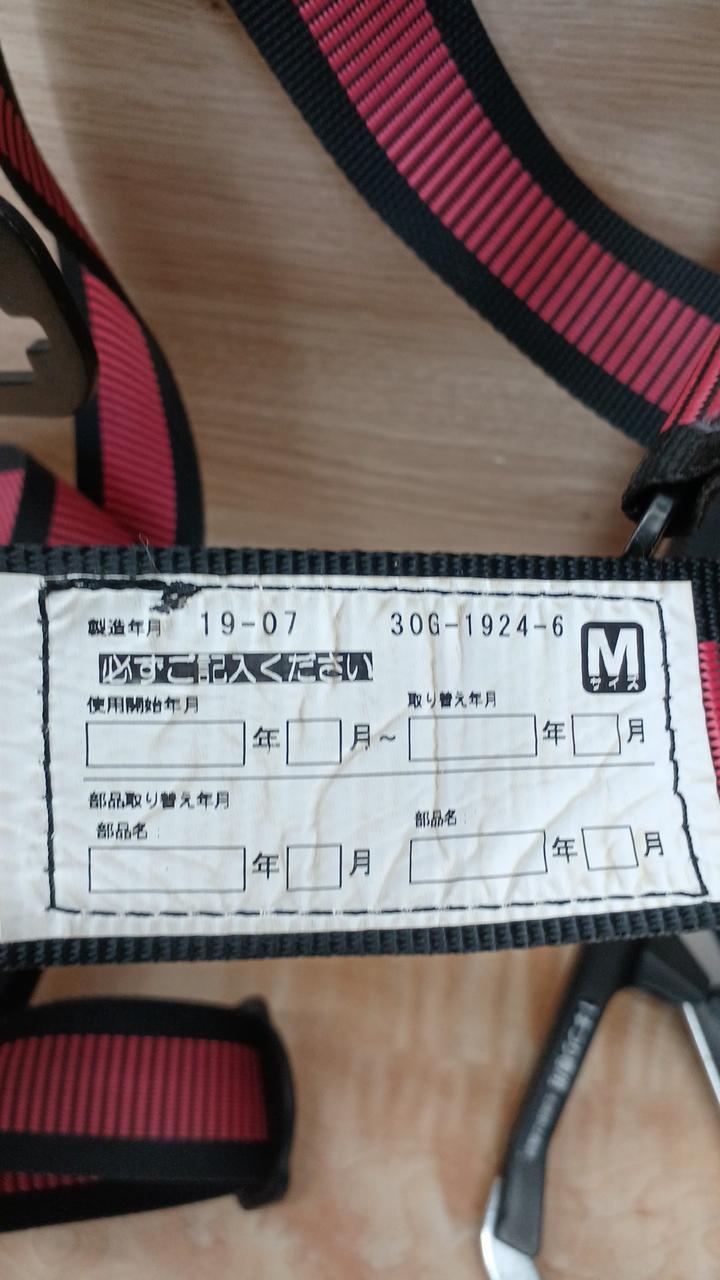 製造年月 19-07 30G-1924-6
M
サイズ
必ずご記入ください
使用開始年月 取り替え年月
年 月~ 年 月
部品取り替え年月
部品名: 部品名:
年 月 年 月